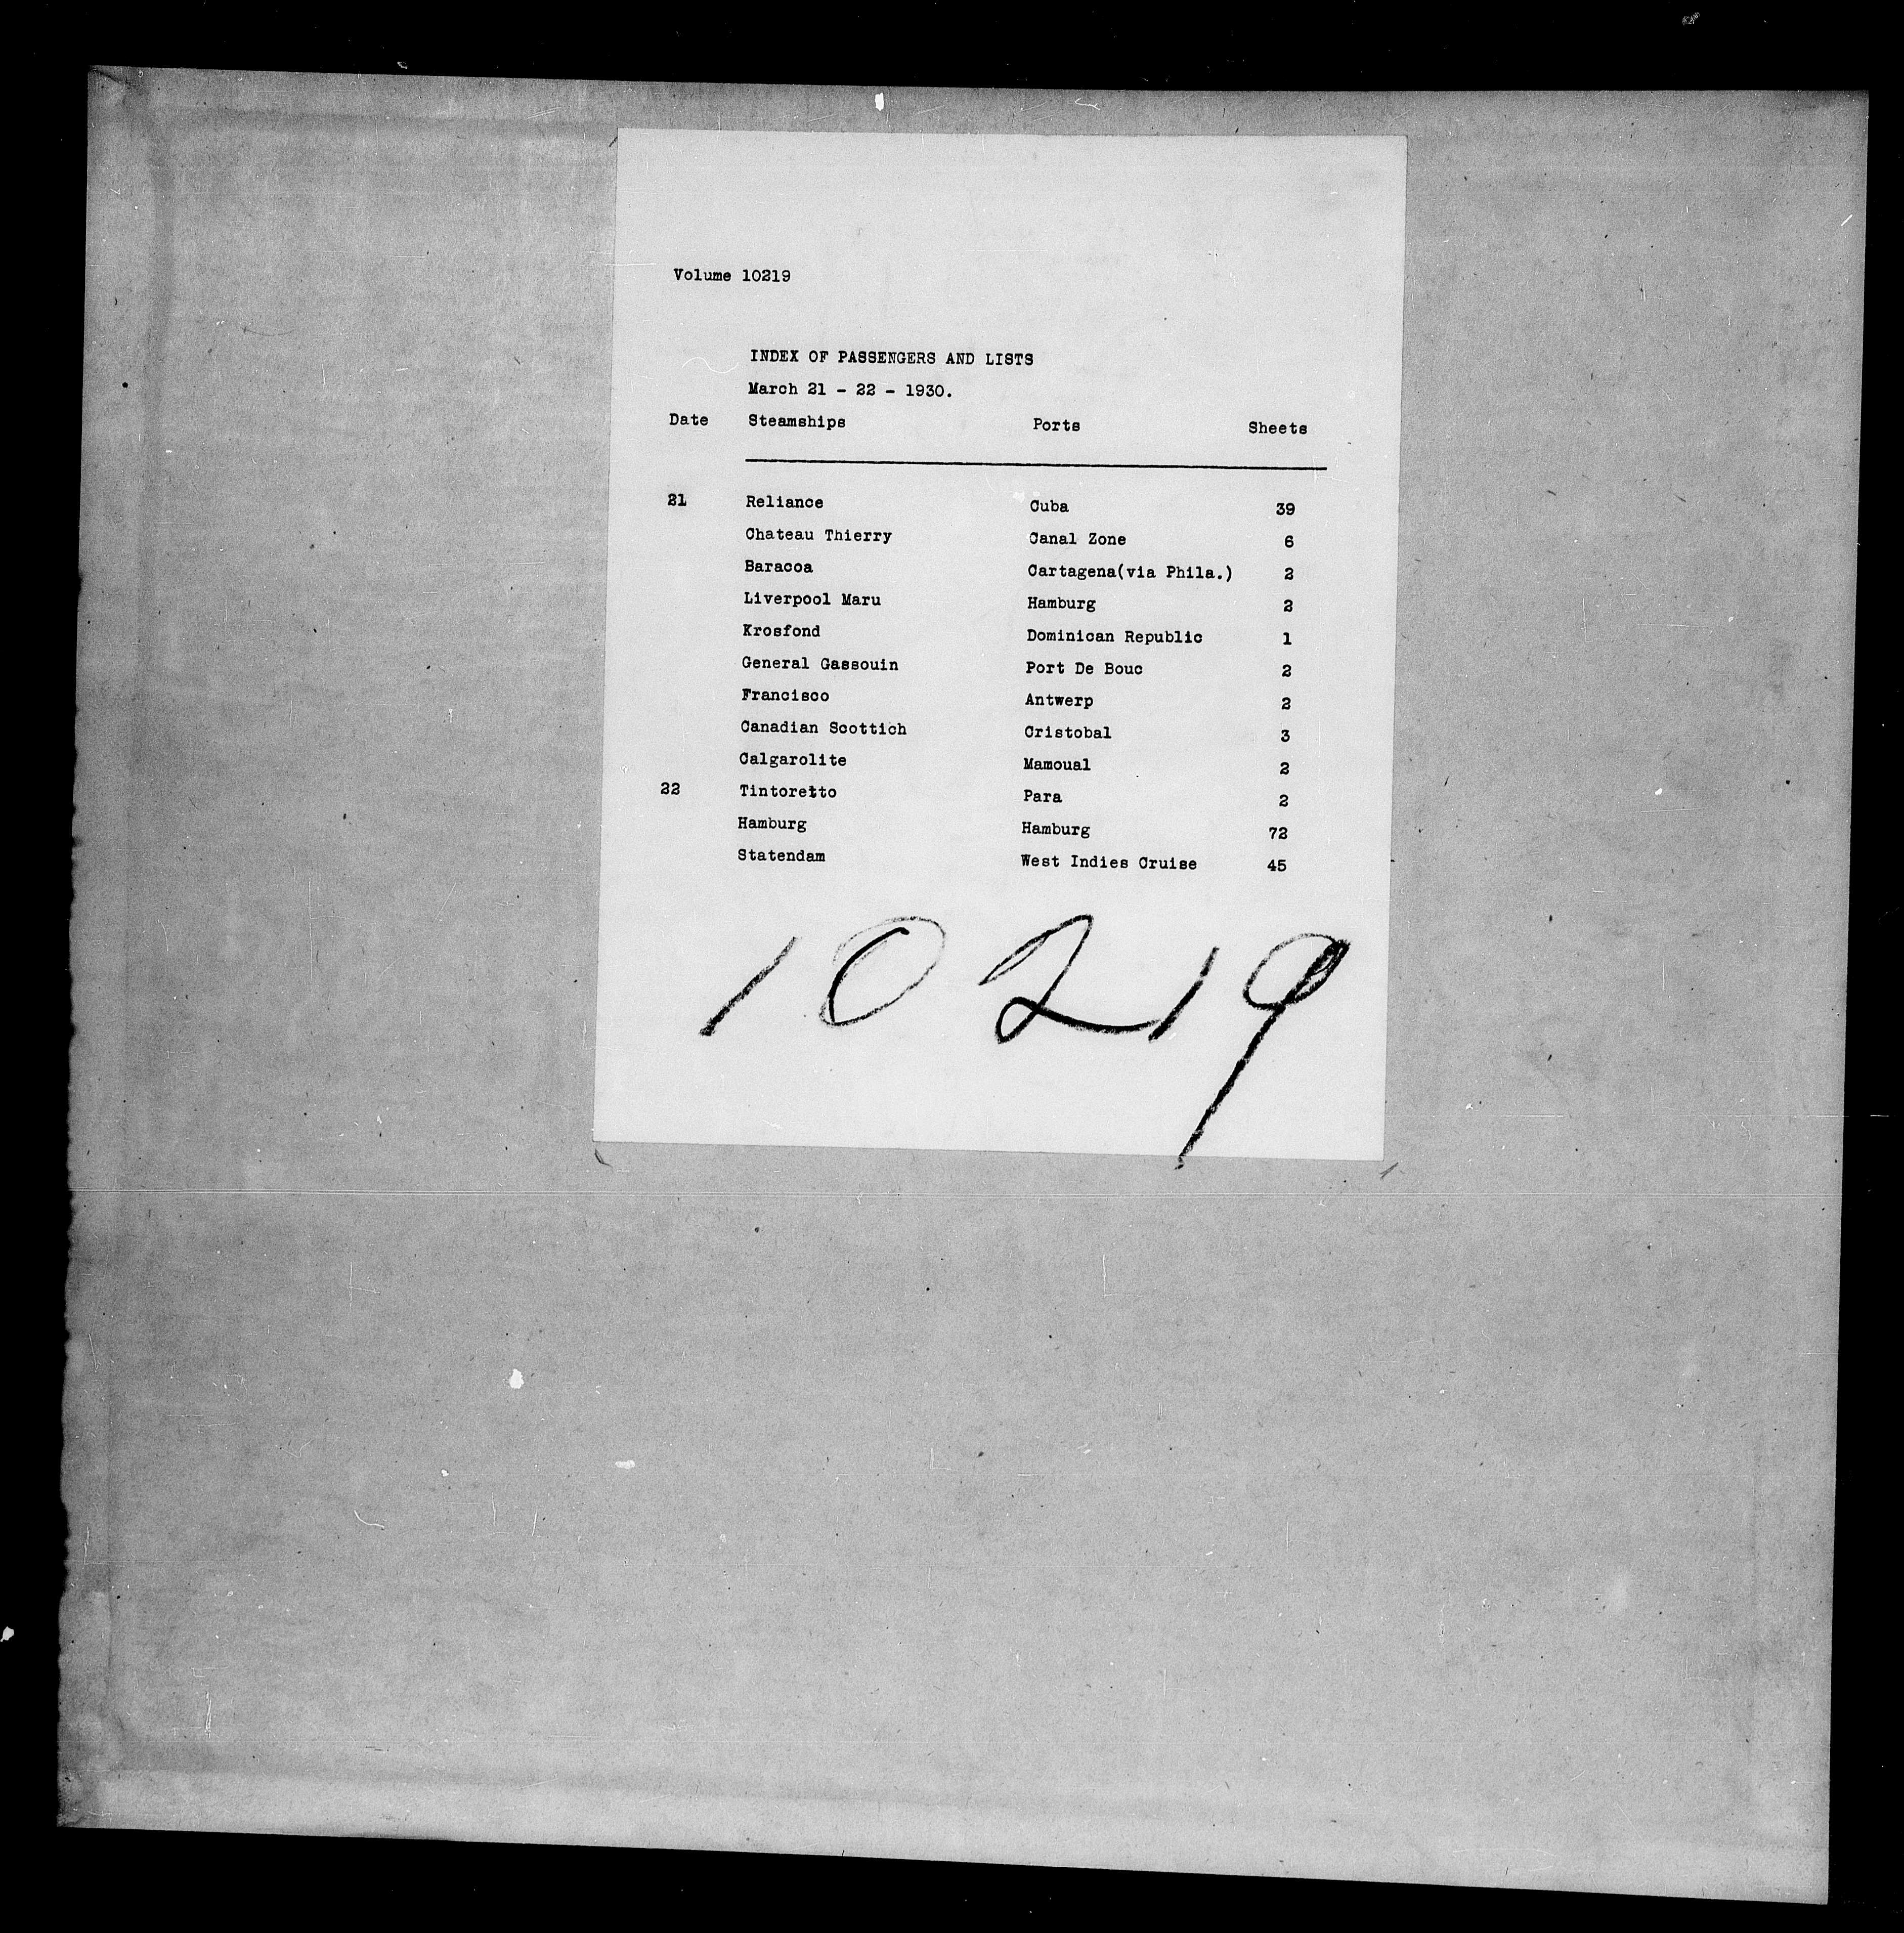 Volume 10219
INDEX OF PASSENGERS AND LISTS
March 21 - 22 - 1930.
Date Steamships Ports Sheets
21 Reliance Cuba 39
Chateau Thierry Canal Zone 6
Baracoa Cartagena(via Phila.) 2
Liverpool Maru Hamburg 2
Krosfond Dominican Republic 1
General Gassouin Port De Bouc 2
Francisco Antwerp 2
Canadian Scottich Cristobal 3
Calgarolite Mamoual 2
22 Tintoretto Para 2
Hamburg Hamburg 72
Statendam West Indies Cruise 45
10219